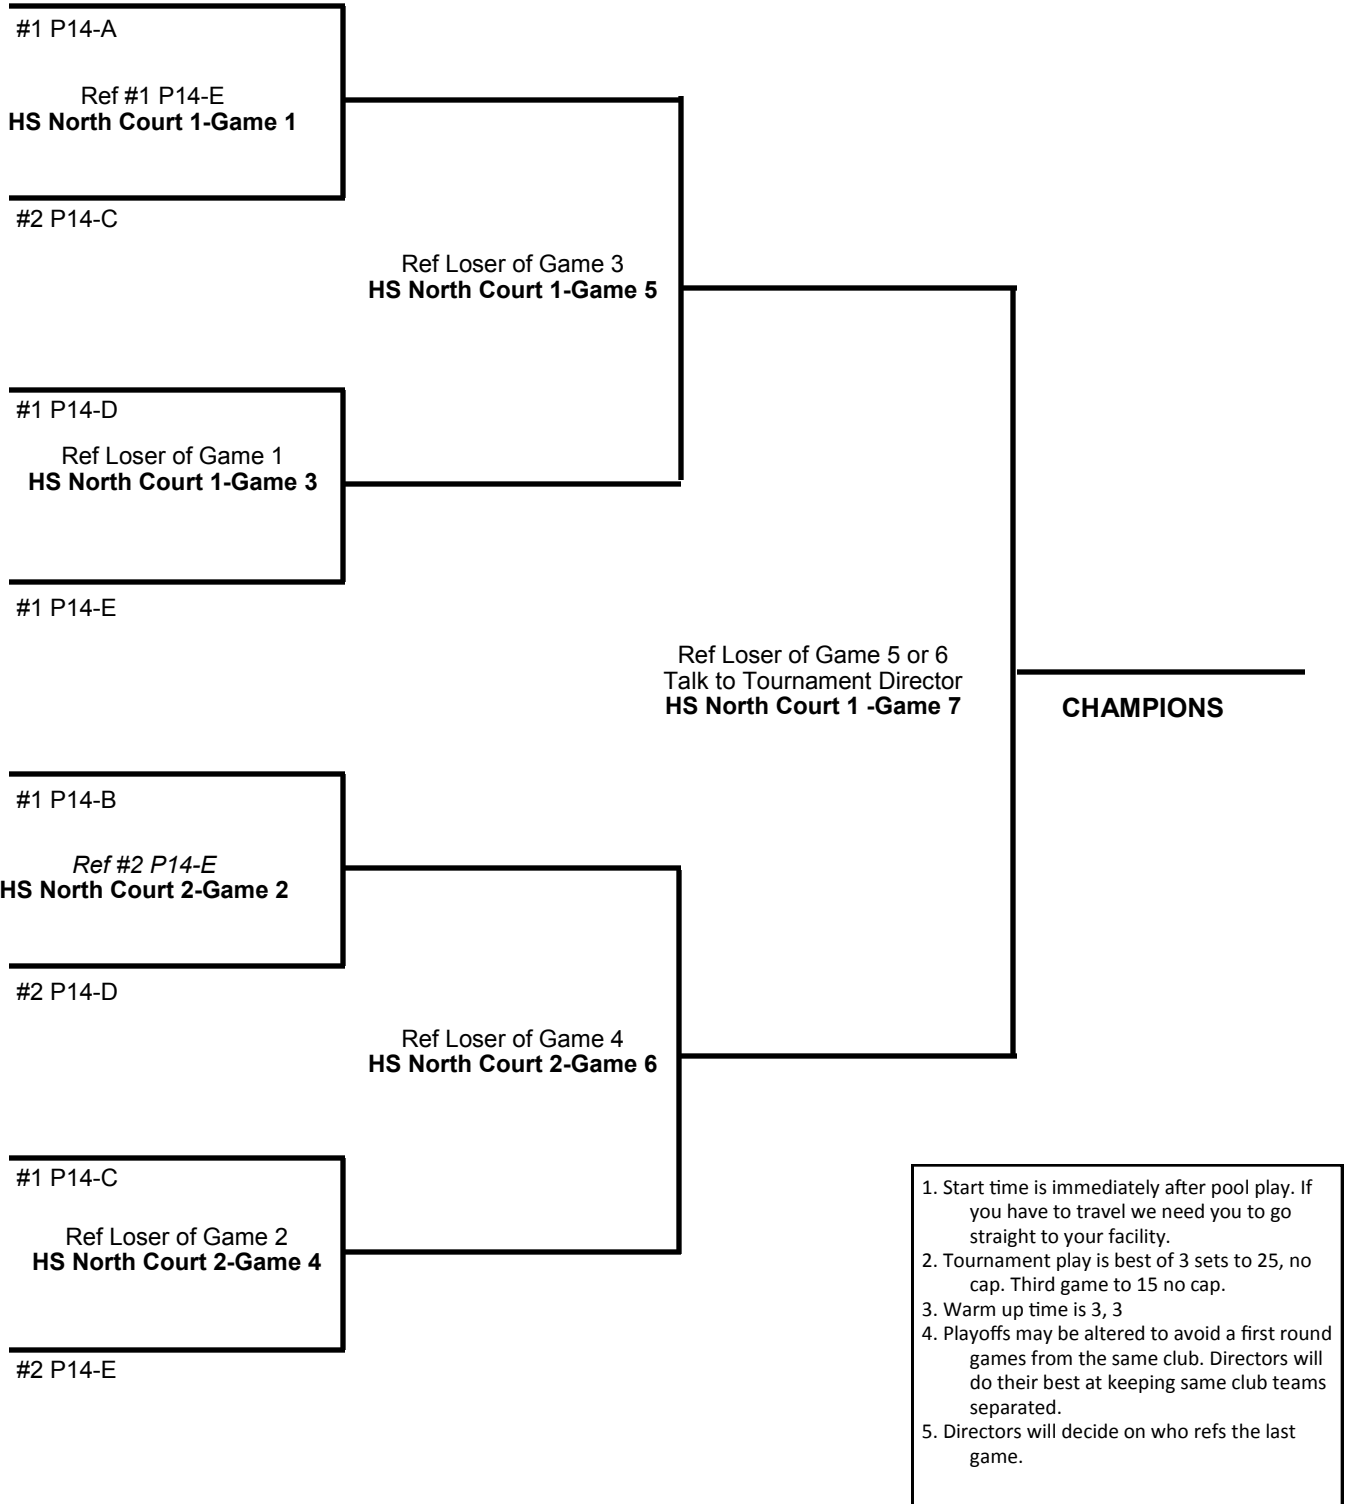 #1 P14-A
Ref #1 P14-E
HS North Court 1-Game 1
#2 P14-C
Ref Loser of Game 3
HS North Court 1-Game 5
#1 P14-D
Ref Loser of Game 1
HS North Court 1-Game 3
#1 P14-E
Ref Loser of Game 5 or 6
Talk to Tournament Director
HS North Court 1 -Game 7
CHAMPIONS
#1 P14-B
Ref #2 P14-E
HS North Court 2-Game 2
#2 P14-D
Ref Loser of Game 4
HS North Court 2-Game 6
#1 P14-C
Ref Loser of Game 2
HS North Court 2-Game 4
#2 P14-E
1. Start time is immediately after pool play. If
you have to travel we need you to go
straight to your facility.
2. Tournament play is best of 3 sets to 25, no
cap. Third game to 15 no cap.
3. Warm up time is 3, 3
4. Playoffs may be altered to avoid a first round
games from the same club. Directors will
do their best at keeping same club teams
separated.
5. Directors will decide on who refs the last
game.